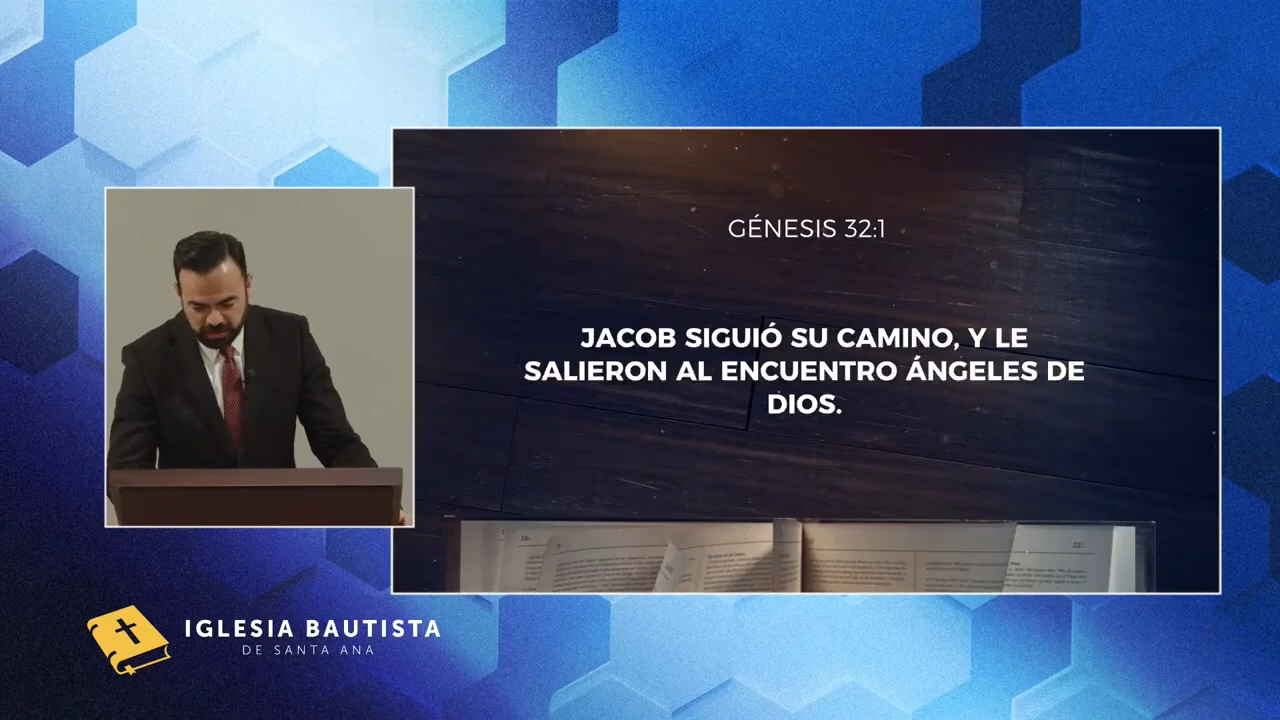 GÉNESIS 32:1
JACOB SIGUIÓ SU CAMINO, Y LE
SALIERON AL ENCUENTRO ÁNGELES DE
DIOS.
IGLESIA BAUTISTA
DE SANTA ANA